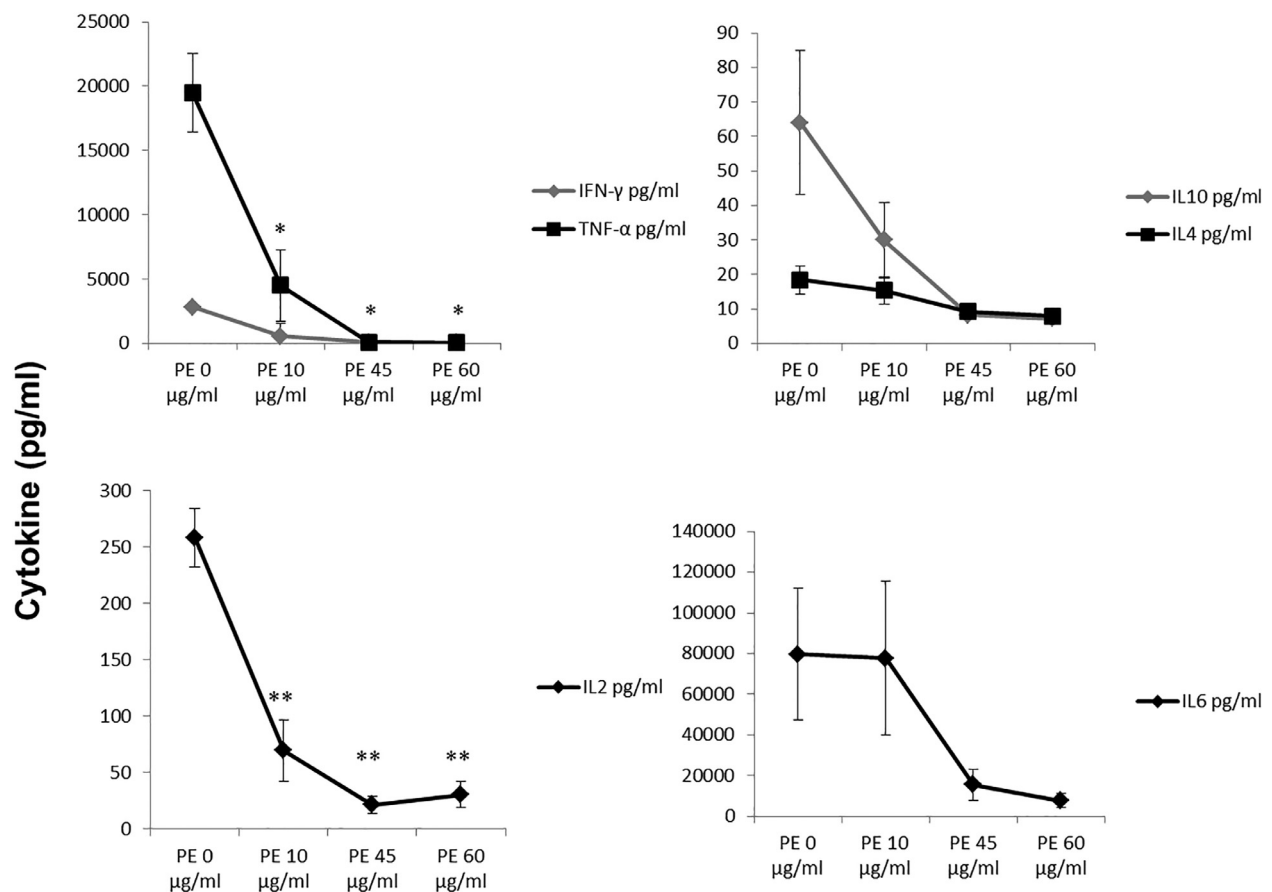 25000
20000
15000
10000
5000
0
*
*
*
PE 0 PE 10 PE 45 PE 60
µg/ml µg/ml µg/ml µg/ml
IFN-γ pg/ml
TNF-α pg/ml
90
80
70
60
50
40
30
20
10
0
PE 0 PE 10 PE 45 PE 60
µg/ml µg/ml µg/ml µg/ml
IL10 pg/ml
IL4 pg/ml
Cytokine (pg/ml)
300
250
200
150
100
50
0
**
**
**
PE 0 PE 10 PE 45 PE 60
µg/ml µg/ml µg/ml µg/ml
IL2 pg/ml
140000
120000
100000
80000
60000
40000
20000
0
PE 0 PE 10 PE 45 PE 60
µg/ml µg/ml µg/ml µg/ml
IL6 pg/ml